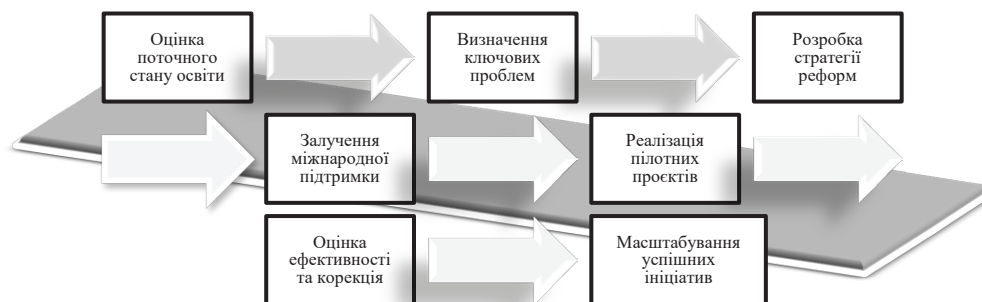 Оцінка
поточного
стану освіти
Визначення
ключових
проблем
Розробка
стратегії
реформ
Залучення
міжнародної
підтримки
Реалізація
пілотних
проєктів
Оцінка
ефективності
та корекція
Масштабування
успішних
ініціатив